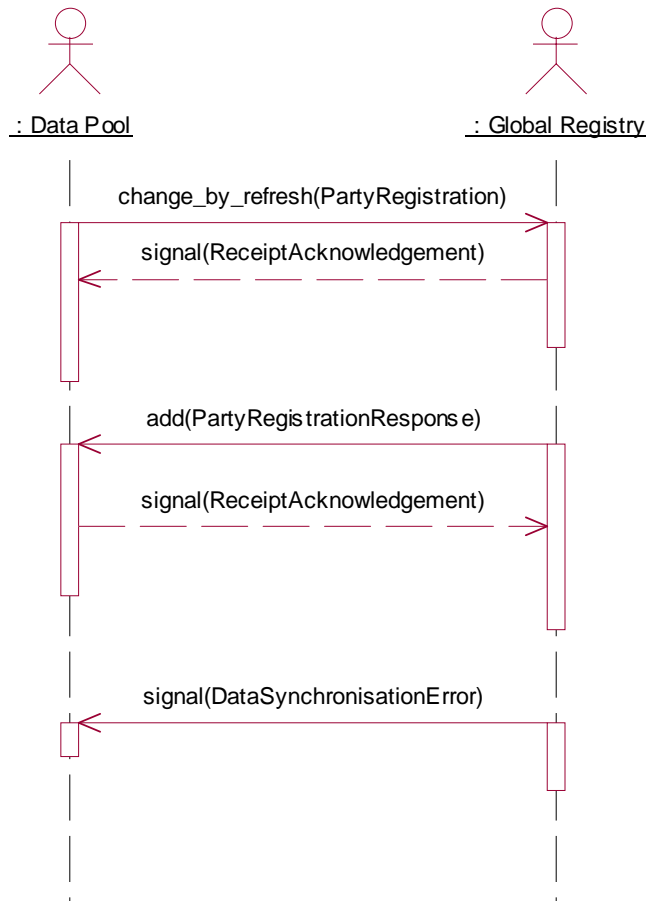 : Data Pool
: Global Registry
change_by_refresh(PartyRegistration)
signal(ReceiptAcknowledgement)
add(PartyRegistrationResponse)
signal(ReceiptAcknowledgement)
signal(DataSynchronisationError)